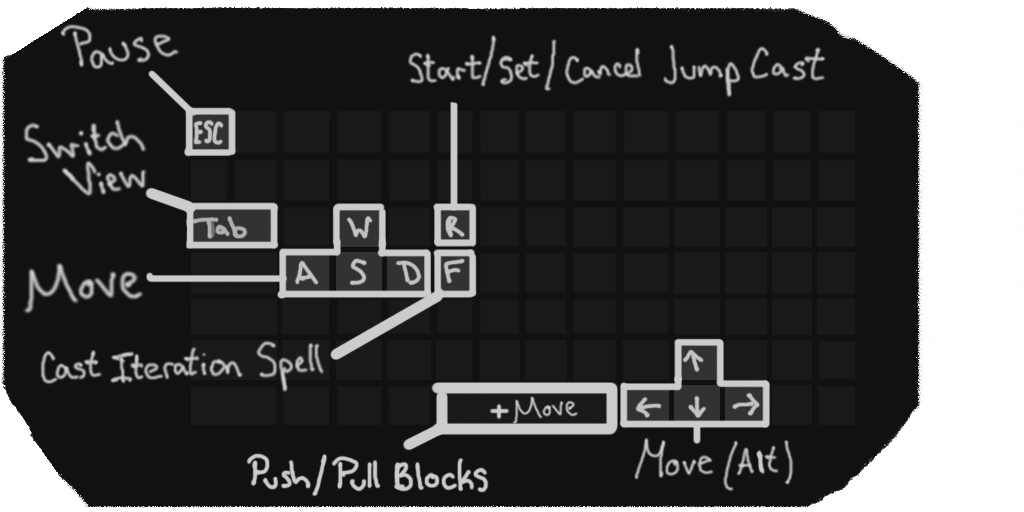 Pause
Start/Set/Cancel Jump Cast
ESC
Switch
View
Tab
W
R
Move
A S D
F
Cast Iteration Spell
↑
+Move
← ↓ →
Push/Pull Blocks
Move (Alt)